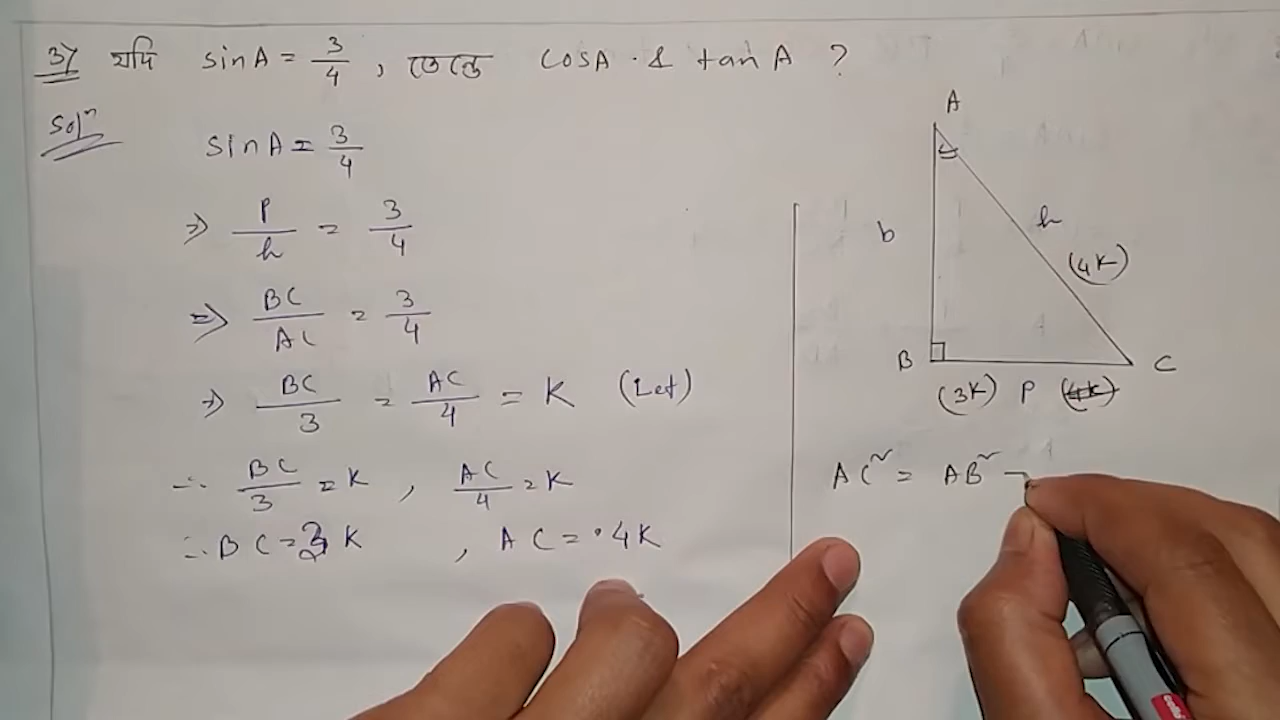 3) যদি sinA = 3/4, তেন্তে cosA & tanA ?
Solⁿ
sinA = 3/4
⇒ P/h = 3/4
⇒ BC/AC = 3/4
⇒ BC/3 = AC/4 = K (Let)
∴ BC/3 = K , AC/4 = K
∴ BC = 3K , AC = 4K
A
b
h
(4K)
B
C
(3K) P (4K)
AC² = AB²